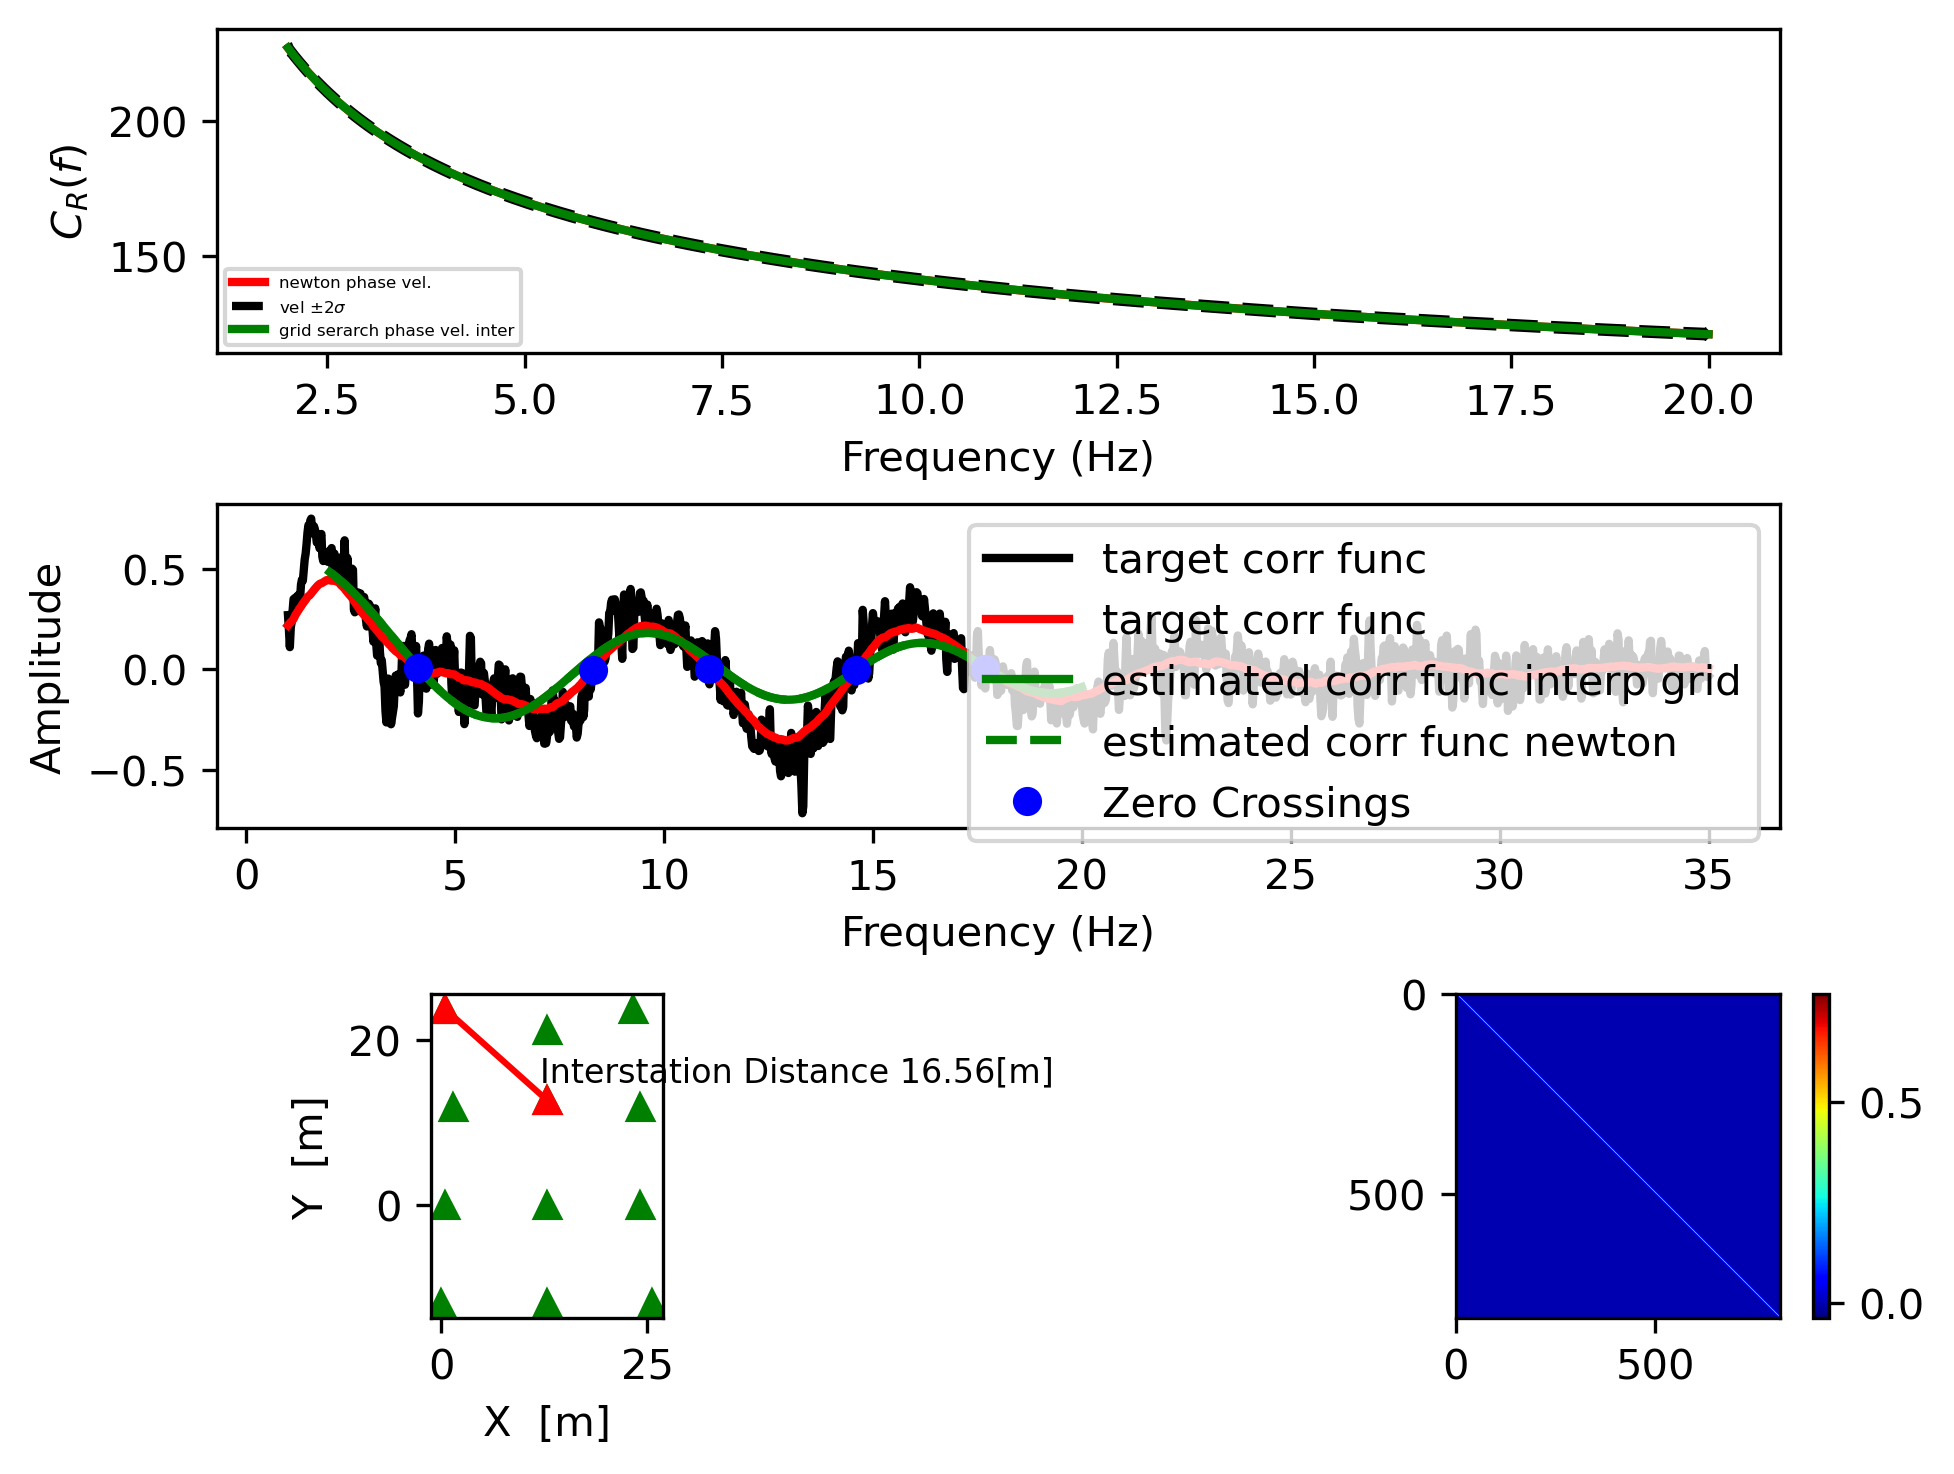 200
150
C_R(f)
newton phase vel.
vel ±2σ
grid serarch phase vel. inter
2.5 5.0 7.5 10.0 12.5 15.0 17.5 20.0
Frequency (Hz)
0.5
0.0
−0.5
Amplitude
target corr func
target corr func
estimated corr func interp grid
estimated corr func newton
Zero Crossings
0 5 10 15 20 25 30 35
Frequency (Hz)
20
0
Y [m]
Interstation Distance 16.56[m]
0 25
X [m]
0
500
0 500
0.5
0.0